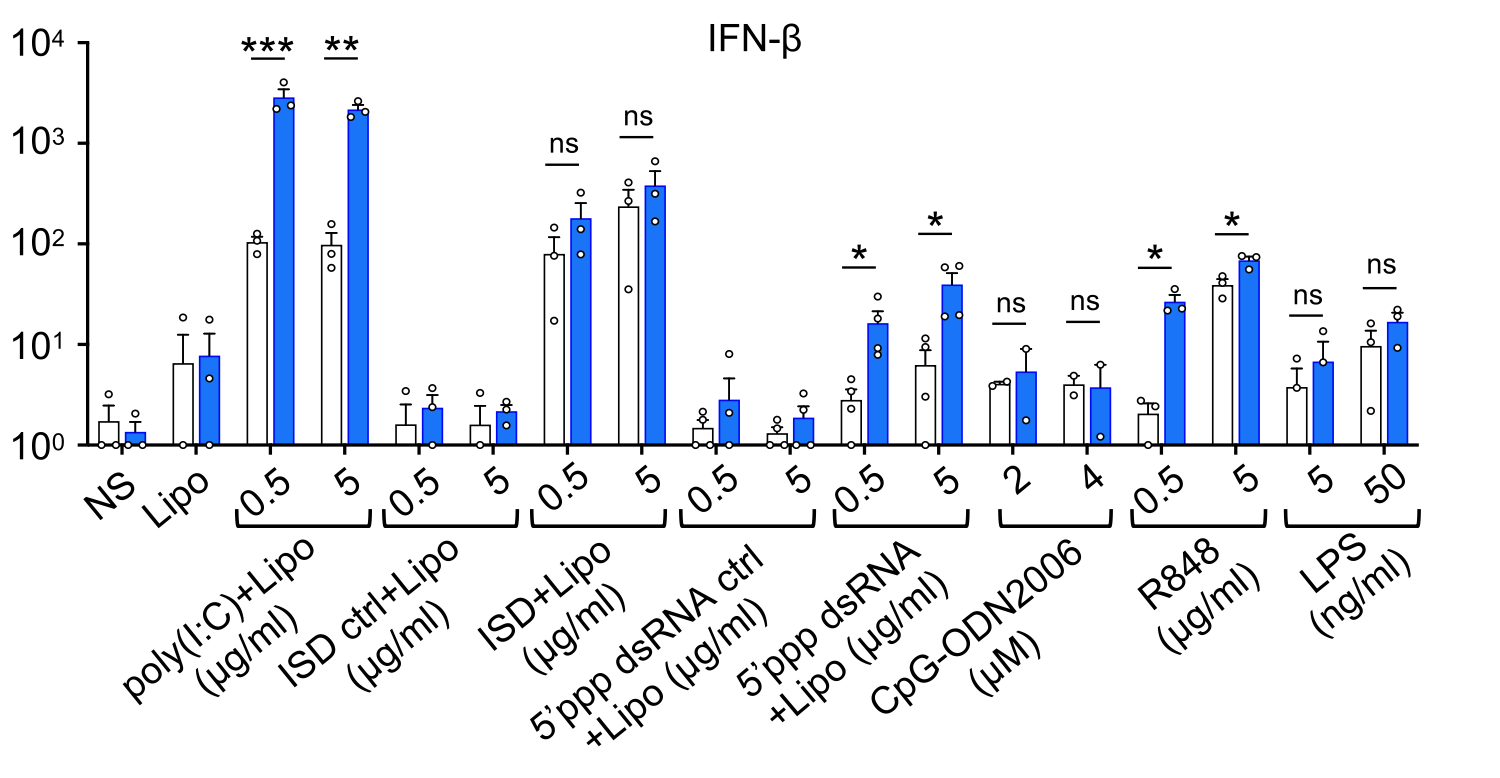 IFN-β
10⁴
10³
10²
10¹
10⁰
*** ** ns ns * * ns ns * * ns ns
NS Lipo 0.5 5 0.5 5 0.5 5 0.5 5 0.5 5 2 4 0.5 5 5 50
poly(I:C)+Lipo
(μg/ml)
ISD ctrl+Lipo
(μg/ml)
ISD+Lipo
(μg/ml)
5’ppp dsRNA ctrl
+Lipo (μg/ml)
5’ppp dsRNA
+Lipo (μg/ml)
CpG-ODN2006
(μM)
R848
(μg/ml)
LPS
(ng/ml)